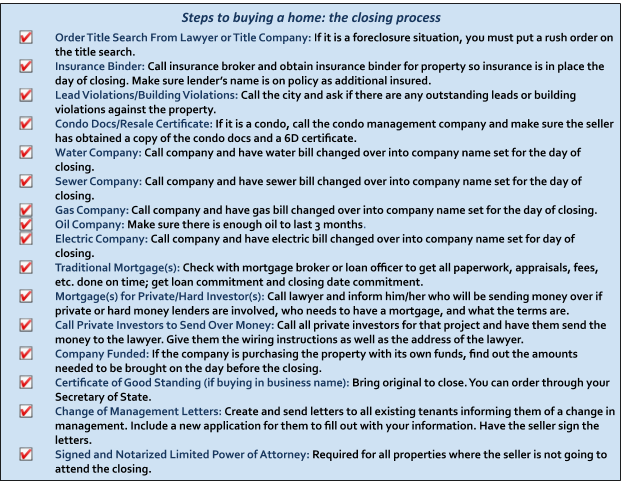 Steps to buying a home: the closing process
Order Title Search From Lawyer or Title Company: If it is a foreclosure situation, you must put a rush order on
the title search.
Insurance Binder: Call insurance broker and obtain insurance binder for property so insurance is in place the
day of closing. Make sure lender's name is on policy as additional insured.
Lead Violations/Building Violations: Call the city and ask if there are any outstanding leads or building
violations against the property.
Condo Docs/Resale Certificate: If it is a condo, call the condo management company and make sure the seller
has obtained a copy of the condo docs and a 6D certificate.
Water Company: Call company and have water bill changed over into company name set for the day of
closing.
Sewer Company: Call company and have sewer bill changed over into company name set for the day of
closing.
Gas Company: Call company and have gas bill changed over into company name set for the day of closing.
Oil Company: Make sure there is enough oil to last 3 months.
Electric Company: Call company and have electric bill changed over into company name set for the day of
closing.
Traditional Mortgage(s): Check with mortgage broker or loan officer to get all paperwork, appraisals, fees,
etc. done on time; get loan commitment and closing date commitment.
Mortgage(s) for Private/Hard Investor(s): Call lawyer and inform him/her who will be sending money over if
private or hard money lenders are involved, who needs to have a mortgage, and what the terms are.
Call Private Investors to Send Over Money: Call all private investors for that project and have them send the
money to the lawyer. Give them the wiring instructions as well as the address of the lawyer.
Company Funded: If the company is purchasing the property with its own funds, find out the amounts
needed to be brought on the day before the closing.
Certificate of Good Standing (if buying in business name): Bring original to close. You can order through your
Secretary of State.
Change of Management Letters: Create and send letters to all existing tenants informing them of a change in
management. Include a new application for them to fill out with your information. Have the seller sign the
letters.
Signed and Notarized Limited Power of Attorney: Required for all properties where the seller is not going to
attend the closing.